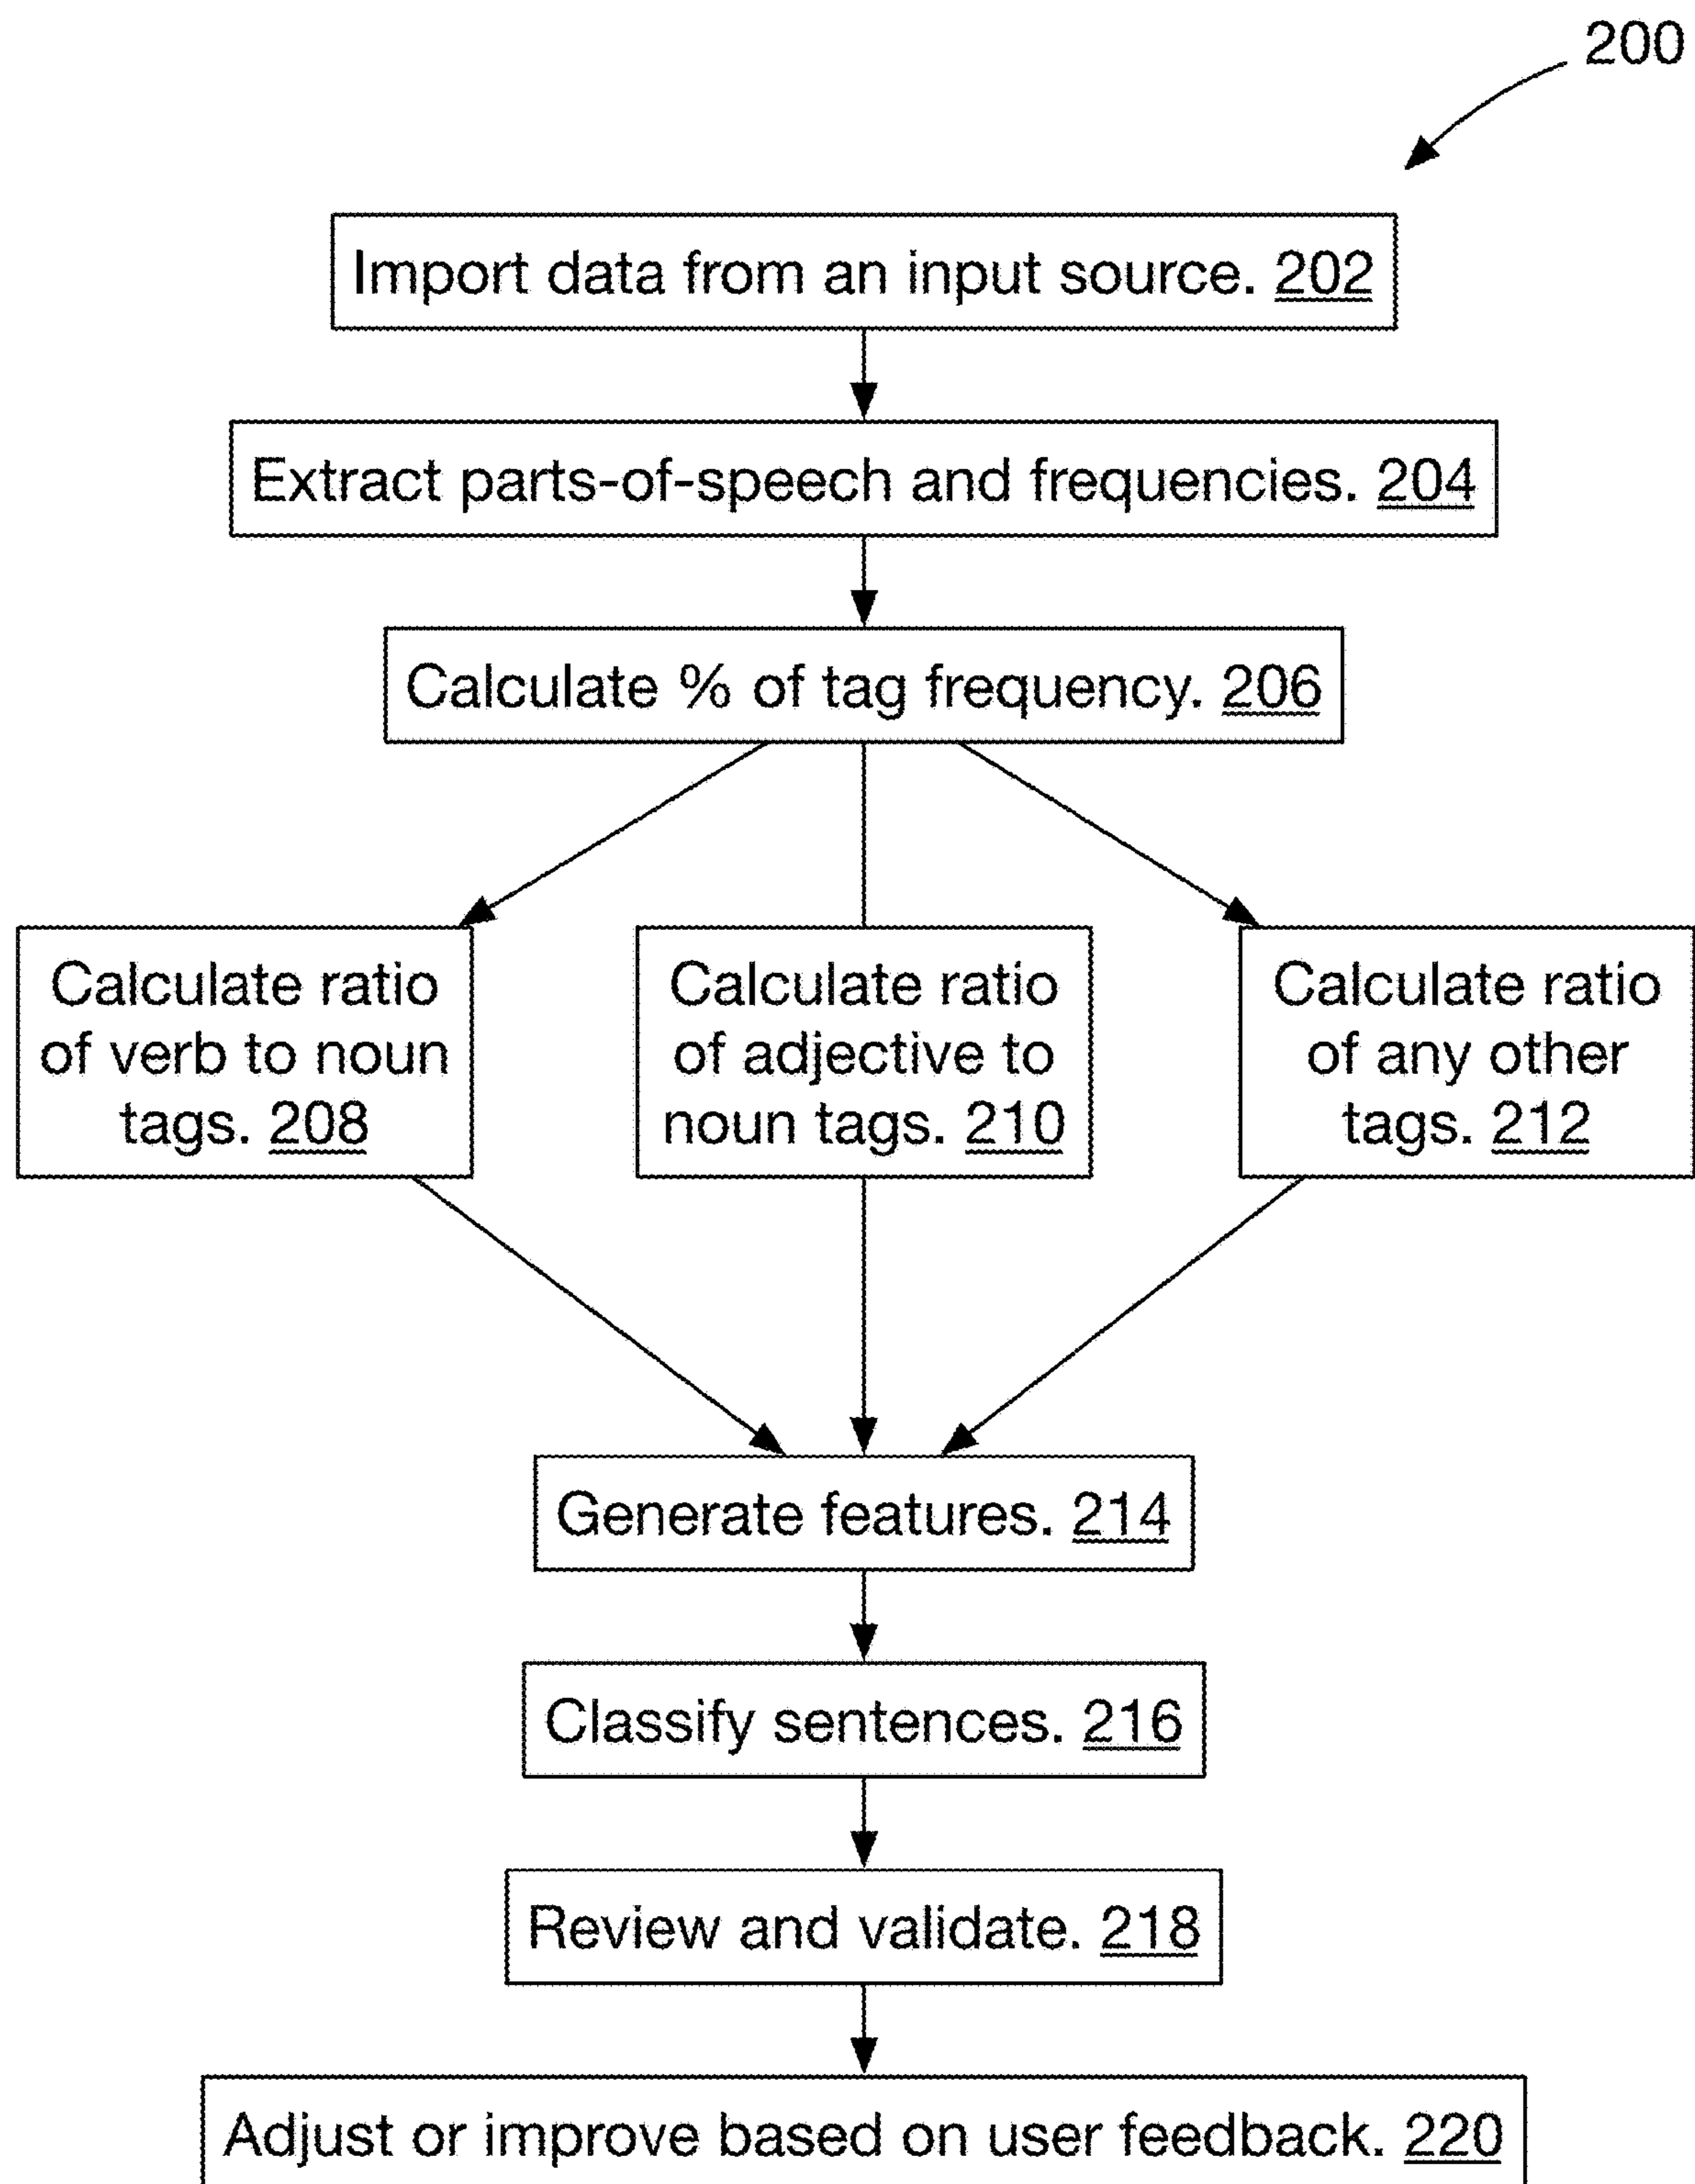 200
Import data from an input source. 202
Extract parts-of-speech and frequencies. 204
Calculate % of tag frequency. 206
Calculate ratio
of verb to noun
tags. 208
Calculate ratio
of adjective to
noun tags. 210
Calculate ratio
of any other
tags. 212
Generate features. 214
Classify sentences. 216
Review and validate. 218
Adjust or improve based on user feedback. 220